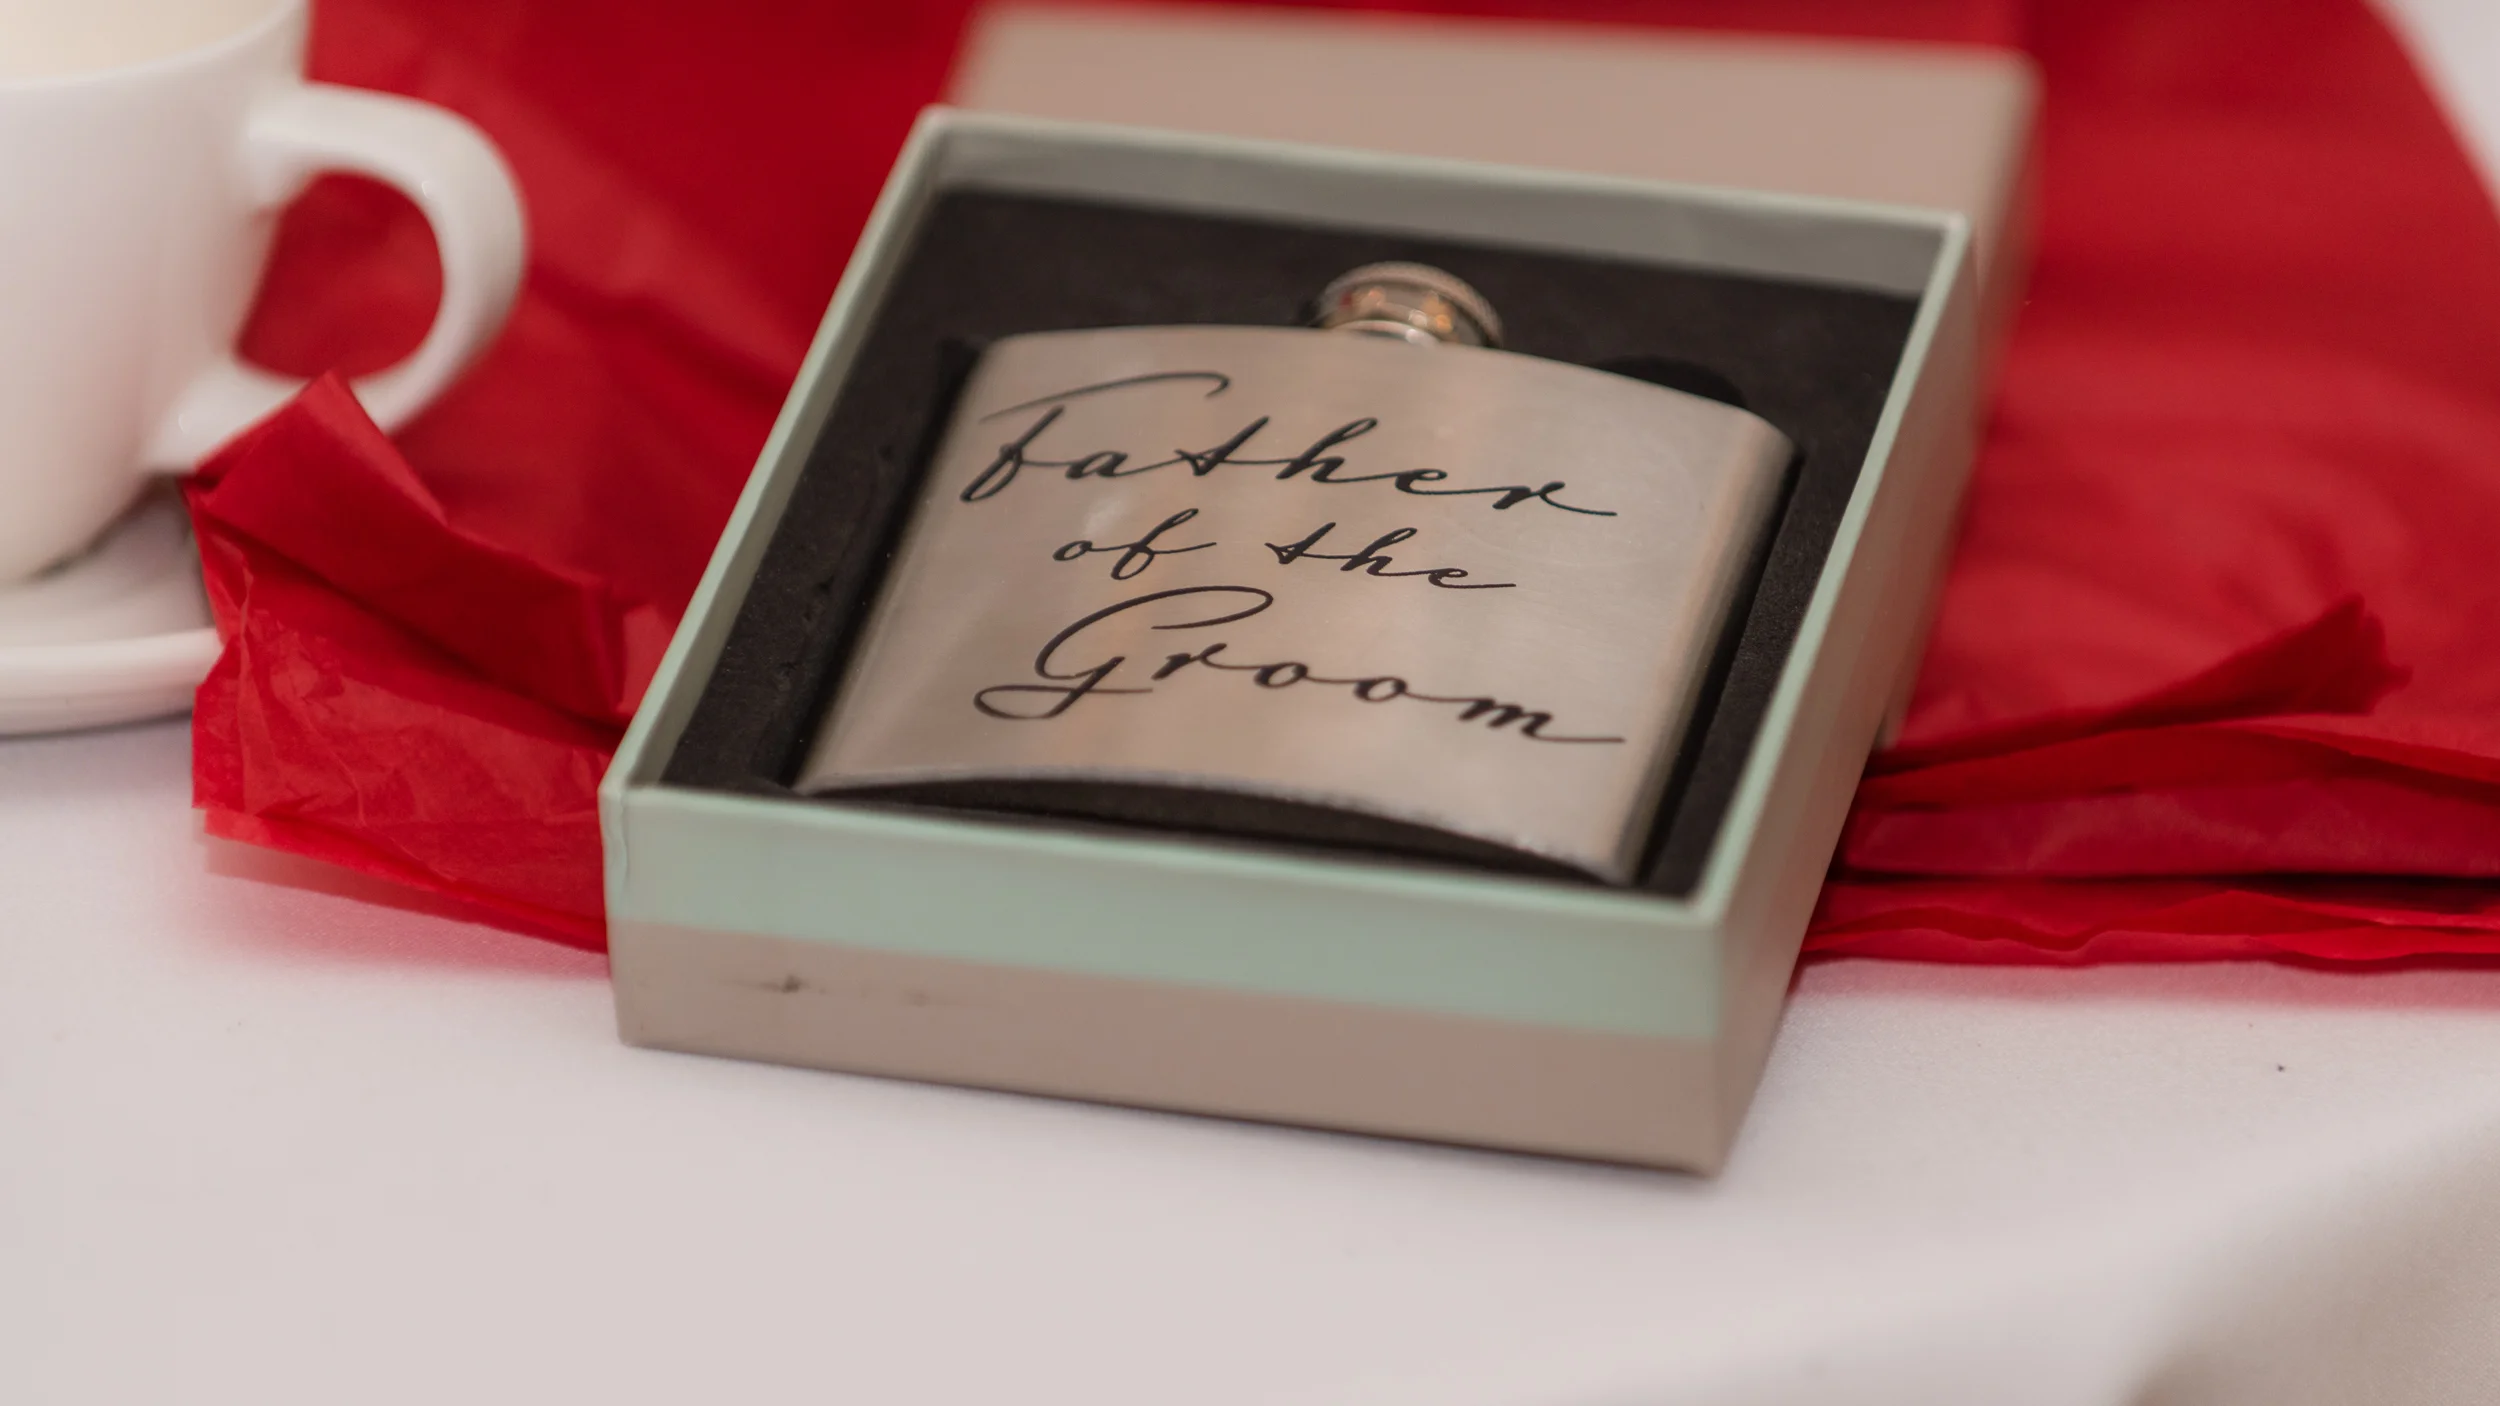 Father
of the
Groom